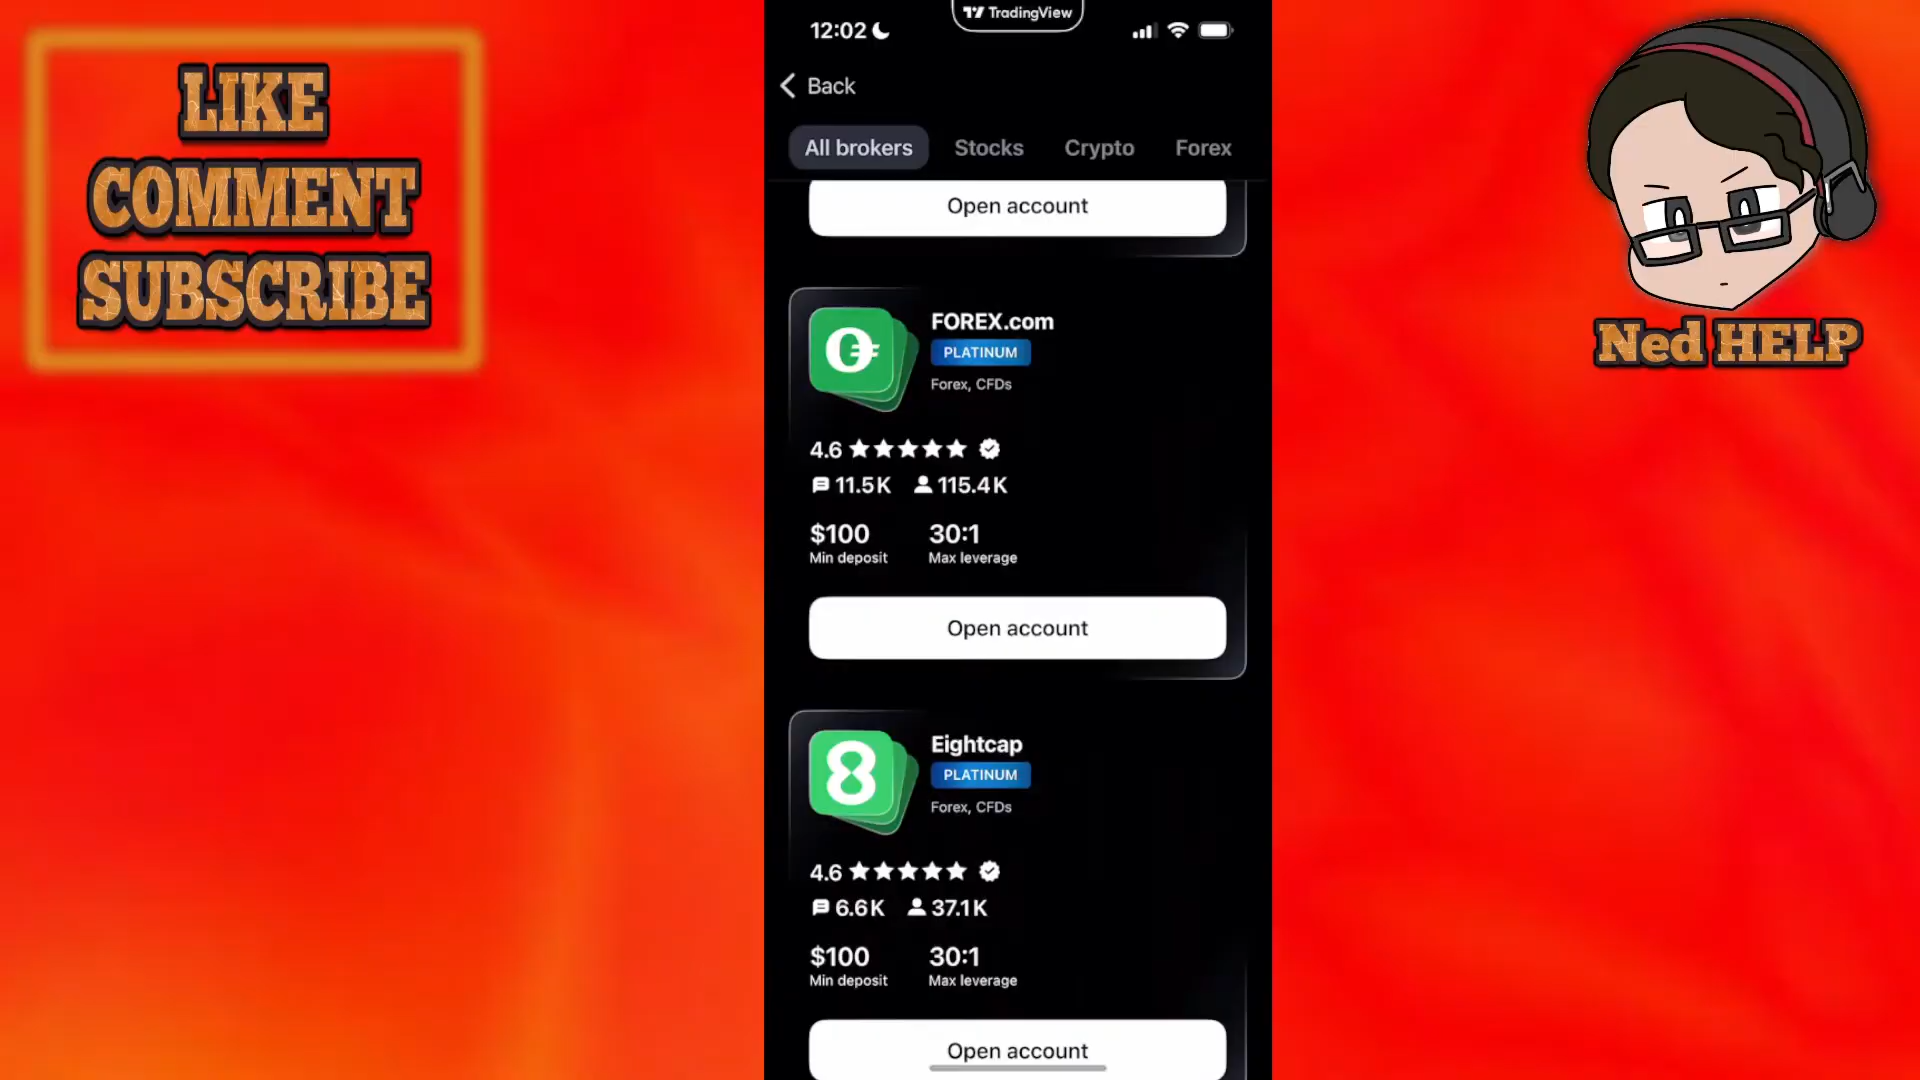 LIKE
COMMENT
SUBSCRIBE
12:02
TradingView
Back
All brokers
Stocks
Crypto
Forex
Open account
FOREX.com
PLATINUM
Forex, CFDs
4.6
11.5K
115.4K
$100
30:1
Min deposit
Max leverage
Open account
8
Eightcap
PLATINUM
Forex, CFDs
4.6
6.6K
37.1K
$100
30:1
Min deposit
Max leverage
Open account
Ned HELP